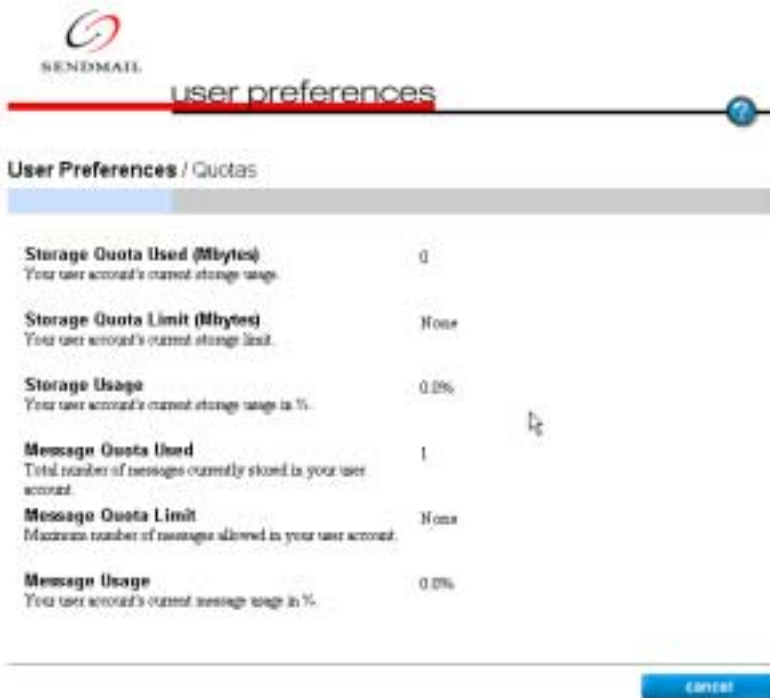 SENDMAIL
user preferences
?
User Preferences / Quotas
Storage Quota Used (Mbytes)
0
Your user account's current storage usage.
Storage Quota Limit (Mbytes)
None
Your user account's current storage limit.
Storage Usage
0.0%
Your user account's current storage usage in %.
Message Quota Used
1
Total number of messages currently stored in your user
account.
Message Quota Limit
None
Maximum number of messages allowed in your user account.
Message Usage
0.0%
Your user account's current message usage in %.
cancel